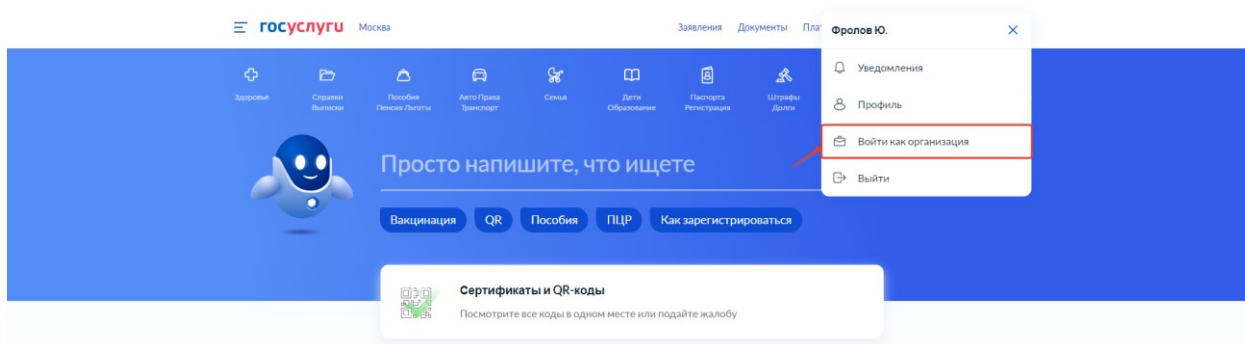 госуслуги Москва Заявления Документы Пла
Фролов Ю.
Уведомления
Профиль
Войти как организация
Выйти
Здоровье
Справки
Выписки
Пособия
Пенсия Льготы
Авто Права
Транспорт
Семья
Дети
Образование
Паспорта
Регистрация
Штрафы
Долги
Просто напишите, что ищете
Вакцинация QR Пособия ПЦР Как зарегистрироваться
Сертификаты и QR-коды
Посмотрите все коды в одном месте или подайте жалобу